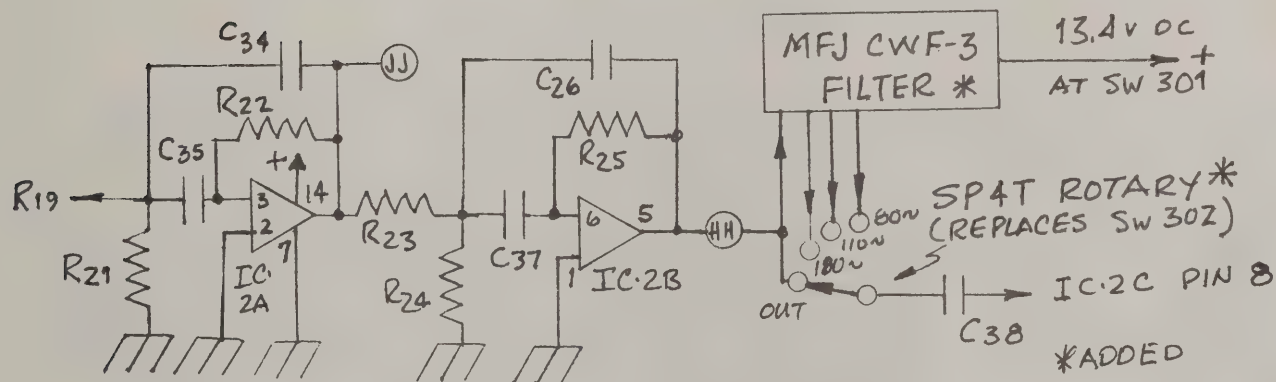 C34
JJ
R22
C35
+
3
14
2
7
R19
R21
IC·
2A
R23
C26
R25
C37
6
5
1
R24
IC·2B
HH
MFJ CWF-3
FILTER *
13.4V DC
+
AT SW 301
80~
110~
180~
OUT
SP4T ROTARY*
(REPLACES SW 302)
C38
IC·2C PIN 8
*ADDED